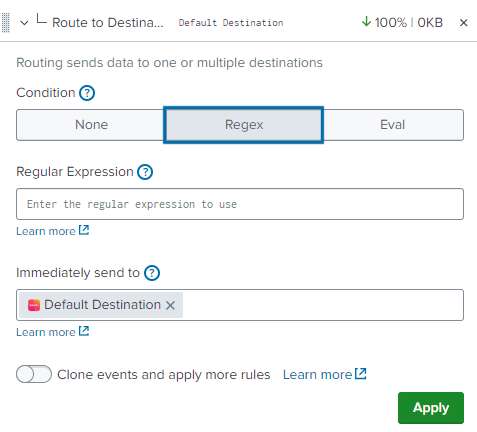 Route to Destina... Default Destination 100% | 0KB
Routing sends data to one or multiple destinations
Condition ?
None Regex Eval
Regular Expression ?
Enter the regular expression to use
Learn more
Immediately send to ?
Default Destination
Learn more
Clone events and apply more rules Learn more
Apply